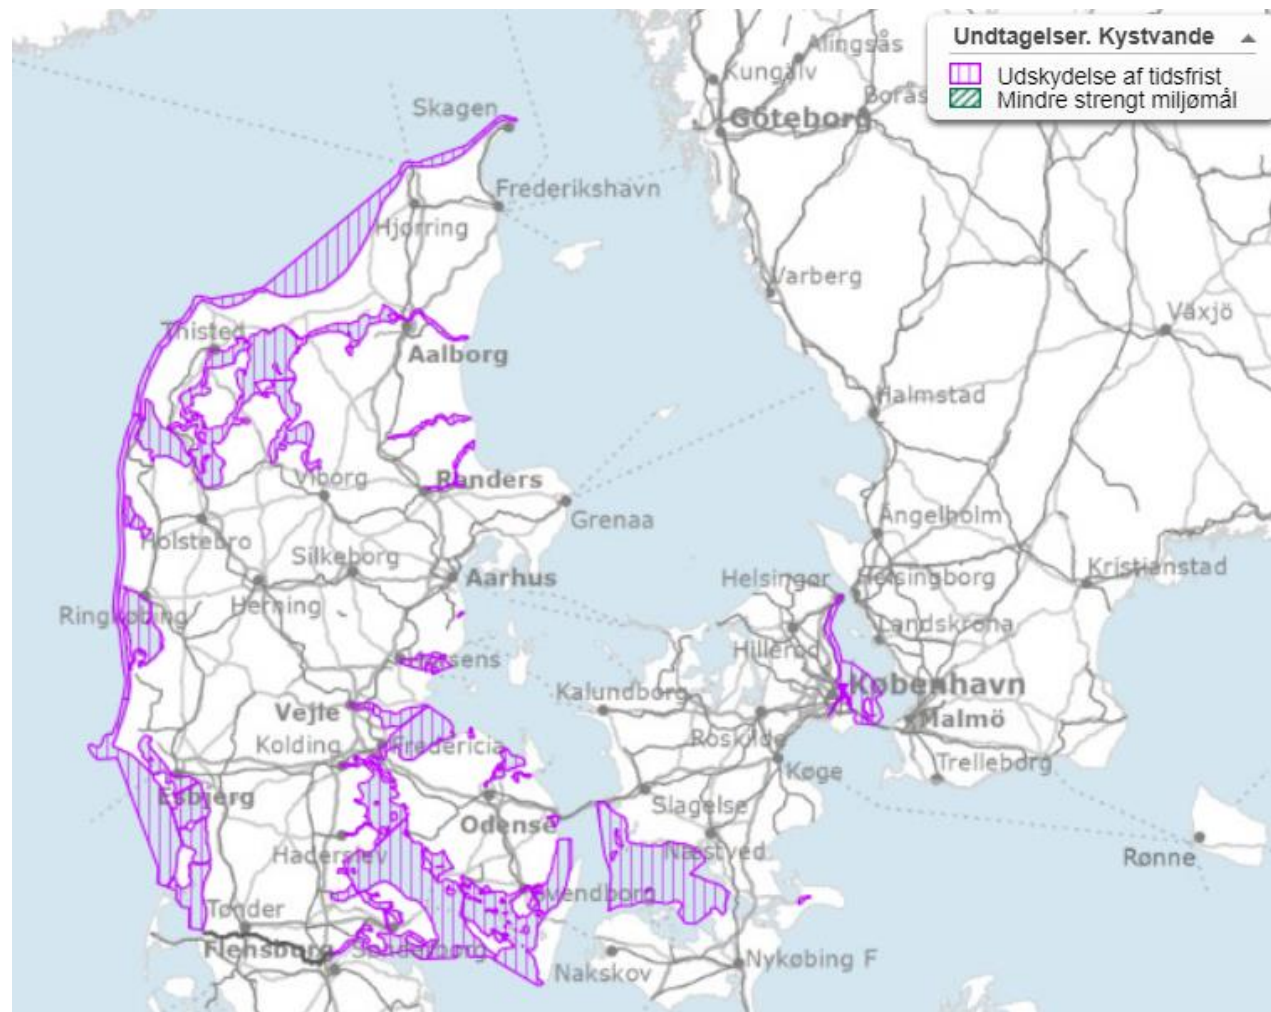 Undtagelser. Kystvande
Udskydelse af tidsfrist
Mindre strengt miljømål
Alingsås
Kungälv
Borås
Göteborg
Skagen
Frederikshavn
Hjørring
Varberg
Växjö
Thisted
Aalborg
Halmstad
Viborg
Randers
Grenaa
Ängelholm
Holstebro
Silkeborg
Aarhus
Helsingør
Helsingborg
Kristianstad
Herning
Ringkøbing
Landskrona
Hillerød
Horsens
Kalundborg
København
Vejle
Malmö
Kolding
Fredericia
Roskilde
Køge
Trelleborg
Esbjerg
Slagelse
Odense
Haderslev
Næstved
Rønne
Svendborg
Tønder
Flensburg
Sønderborg
Nakskov
Nykøbing F